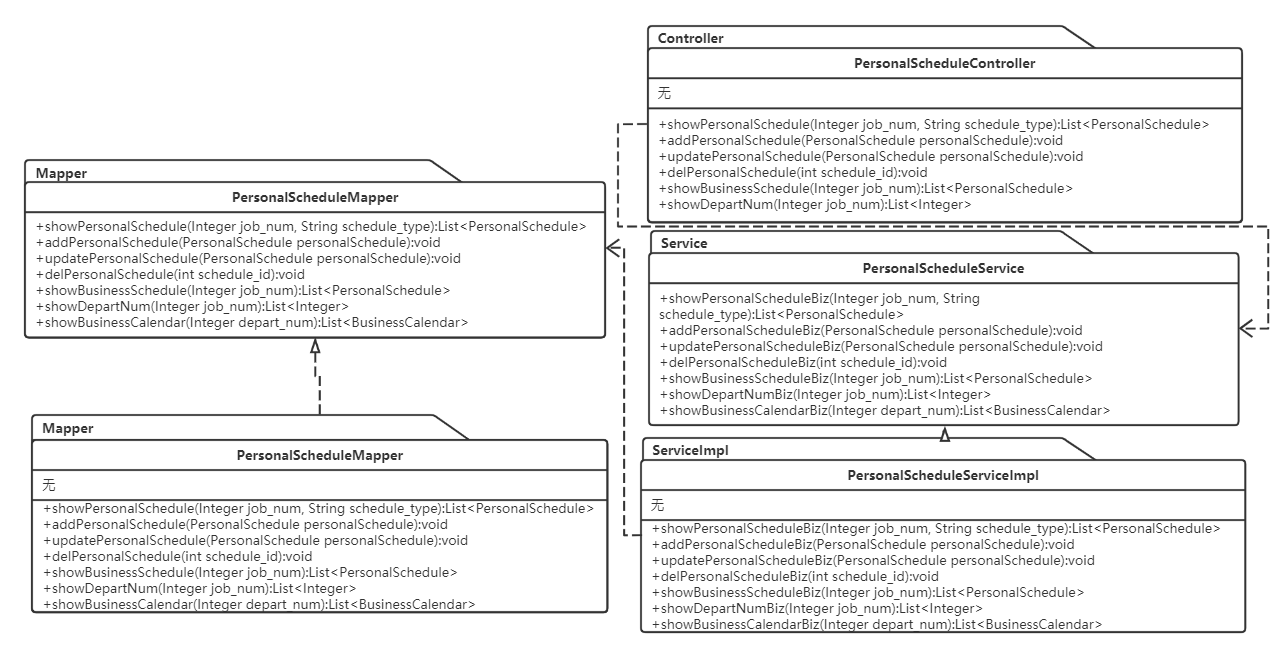 Controller
PersonalScheduleController
无
+showPersonalSchedule(Integer job_num, String schedule_type):List<PersonalSchedule>
+addPersonalSchedule(PersonalSchedule personalSchedule):void
+updatePersonalSchedule(PersonalSchedule personalSchedule):void
+delPersonalSchedule(int schedule_id):void
+showBusinessSchedule(Integer job_num):List<PersonalSchedule>
+showDepartNum(Integer job_num):List<Integer>
Mapper
PersonalScheduleMapper
+showPersonalSchedule(Integer job_num, String schedule_type):List<PersonalSchedule>
+addPersonalSchedule(PersonalSchedule personalSchedule):void
+updatePersonalSchedule(PersonalSchedule personalSchedule):void
+delPersonalSchedule(int schedule_id):void
+showBusinessSchedule(Integer job_num):List<PersonalSchedule>
+showDepartNum(Integer job_num):List<Integer>
+showBusinessCalendar(Integer depart_num):List<BusinessCalendar>
Service
PersonalScheduleService
+showPersonalScheduleBiz(Integer job_num, String
schedule_type):List<PersonalSchedule>
+addPersonalScheduleBiz(PersonalSchedule personalSchedule):void
+updatePersonalScheduleBiz(PersonalSchedule personalSchedule):void
+delPersonalScheduleBiz(int schedule_id):void
+showBusinessScheduleBiz(Integer job_num):List<PersonalSchedule>
+showDepartNumBiz(Integer job_num):List<Integer>
+showBusinessCalendarBiz(Integer depart_num):List<BusinessCalendar>
Mapper
PersonalScheduleMapper
无
+showPersonalSchedule(Integer job_num, String schedule_type):List<PersonalSchedule>
+addPersonalSchedule(PersonalSchedule personalSchedule):void
+updatePersonalSchedule(PersonalSchedule personalSchedule):void
+delPersonalSchedule(int schedule_id):void
+showBusinessSchedule(Integer job_num):List<PersonalSchedule>
+showDepartNum(Integer job_num):List<Integer>
+showBusinessCalendar(Integer depart_num):List<BusinessCalendar>
ServiceImpl
PersonalScheduleServiceImpl
无
+showPersonalScheduleBiz(Integer job_num, String schedule_type):List<PersonalSchedule>
+addPersonalScheduleBiz(PersonalSchedule personalSchedule):void
+updatePersonalScheduleBiz(PersonalSchedule personalSchedule):void
+delPersonalScheduleBiz(int schedule_id):void
+showBusinessScheduleBiz(Integer job_num):List<PersonalSchedule>
+showDepartNumBiz(Integer job_num):List<Integer>
+showBusinessCalendarBiz(Integer depart_num):List<BusinessCalendar>